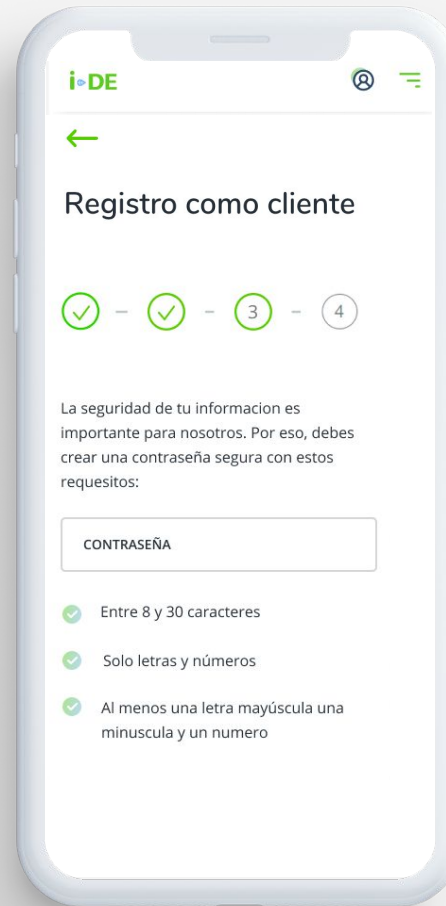 i-DE
Registro como cliente
3
4
La seguridad de tu informacion es
importante para nosotros. Por eso, debes
crear una contraseña segura con estos
requesitos:
CONTRASEÑA
Entre 8 y 30 caracteres
Solo letras y números
Al menos una letra mayúscula una
minuscula y un numero